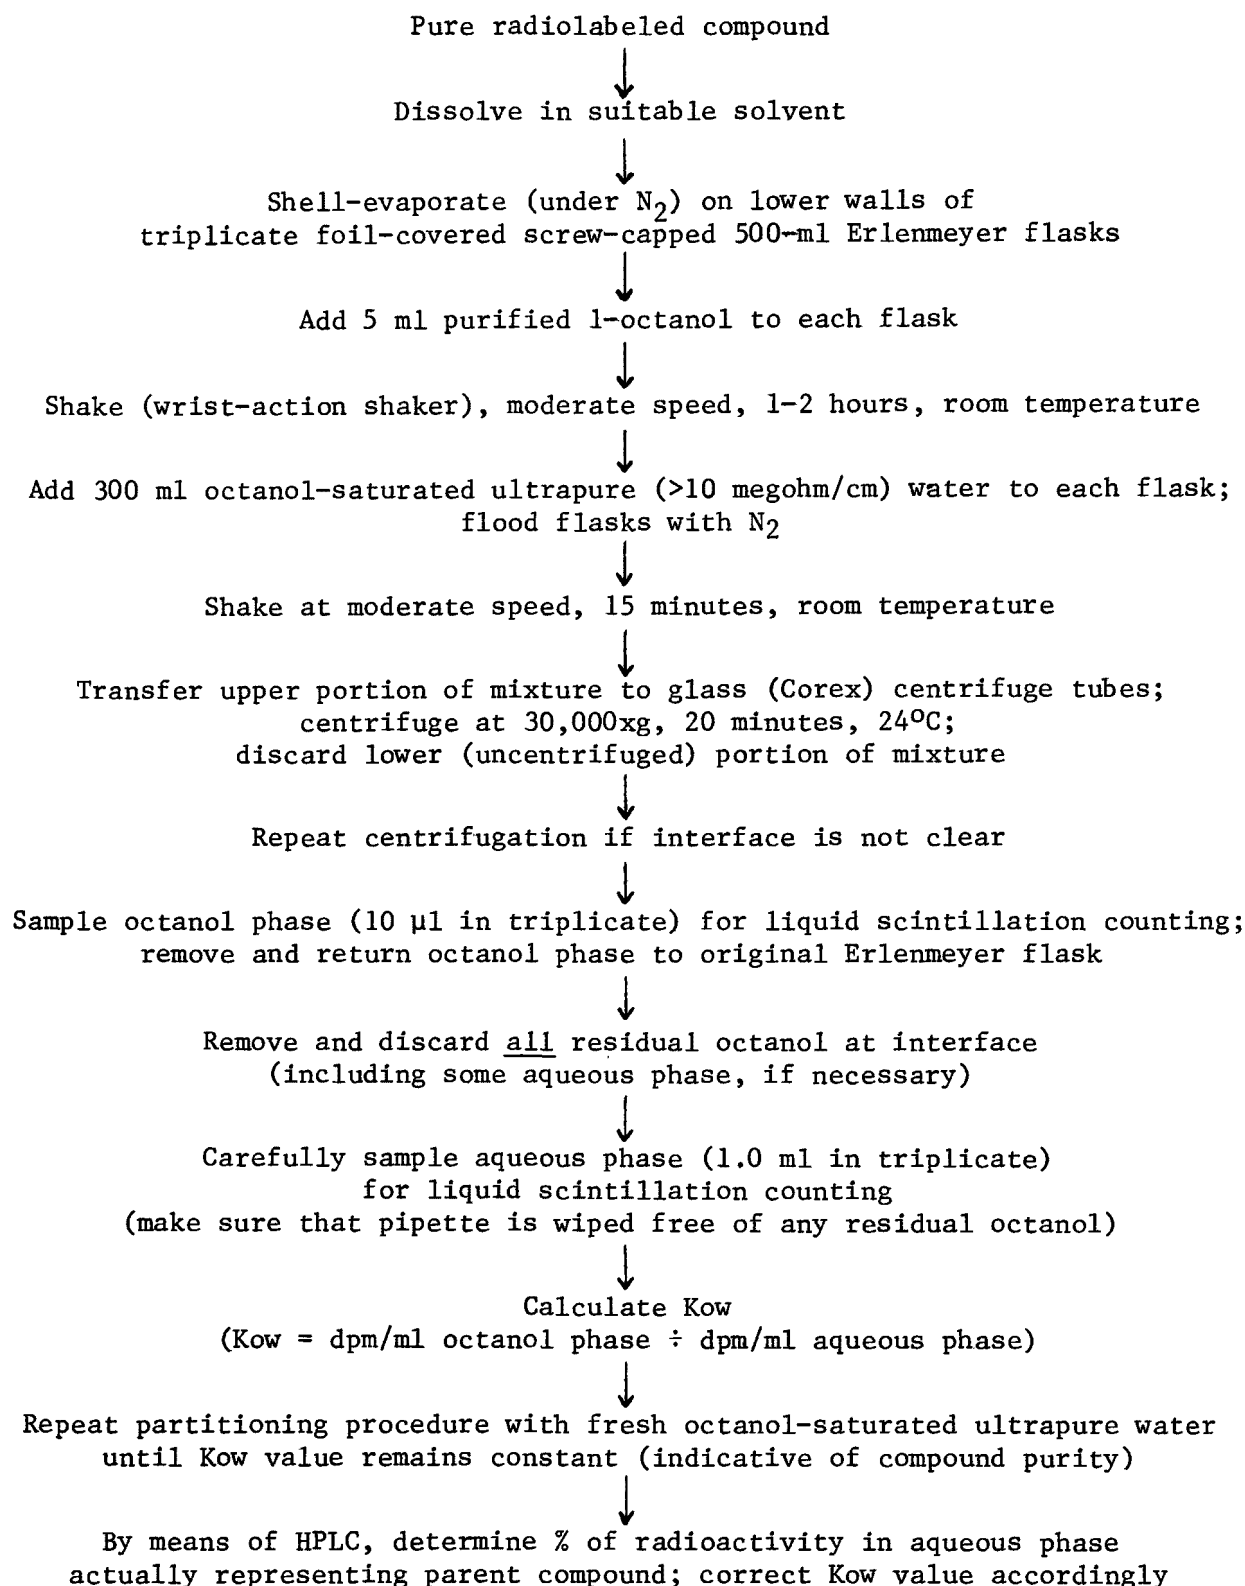 Pure radiolabeled compound
Dissolve in suitable solvent
Shell-evaporate (under N2) on lower walls of
triplicate foil-covered screw-capped 500-ml Erlenmeyer flasks
Add 5 ml purified 1-octanol to each flask
Shake (wrist-action shaker), moderate speed, 1-2 hours, room temperature
Add 300 ml octanol-saturated ultrapure (>10 megohm/cm) water to each flask;
flood flasks with N2
Shake at moderate speed, 15 minutes, room temperature
Transfer upper portion of mixture to glass (Corex) centrifuge tubes;
centrifuge at 30,000xg, 20 minutes, 24°C;
discard lower (uncentrifuged) portion of mixture
Repeat centrifugation if interface is not clear
Sample octanol phase (10 µl in triplicate) for liquid scintillation counting;
remove and return octanol phase to original Erlenmeyer flask
Remove and discard all residual octanol at interface
(including some aqueous phase, if necessary)
Carefully sample aqueous phase (1.0 ml in triplicate)
for liquid scintillation counting
(make sure that pipette is wiped free of any residual octanol)
Calculate Kow
(Kow = dpm/ml octanol phase ÷ dpm/ml aqueous phase)
Repeat partitioning procedure with fresh octanol-saturated ultrapure water
until Kow value remains constant (indicative of compound purity)
By means of HPLC, determine % of radioactivity in aqueous phase
actually representing parent compound; correct Kow value accordingly